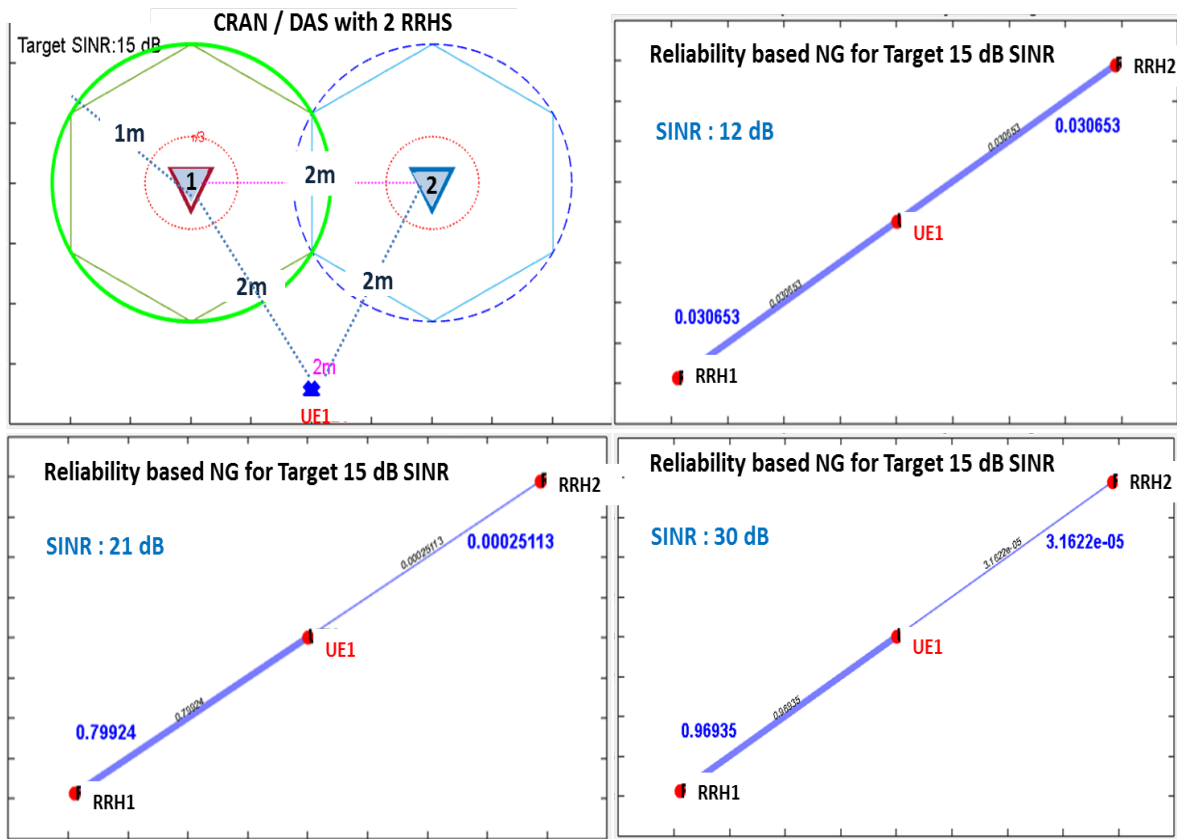 CRAN / DAS with 2 RRHS
Target SINR:15 dB
1m
r/3
1
2m
2
2m
2m
2m
UE1
Reliability based NG for Target 15 dB SINR
RRH2
SINR : 12 dB
0.030653
0.030653
UE1
0.030653
0.030653
RRH1
Reliability based NG for Target 15 dB SINR
RRH2
SINR : 21 dB
0.00025113
0.00025113
UE1
0.79924
0.79924
RRH1
Reliability based NG for Target 15 dB SINR
RRH2
SINR : 30 dB
3.1622e-05
3.1622e-05
UE1
0.96935
0.96935
RRH1